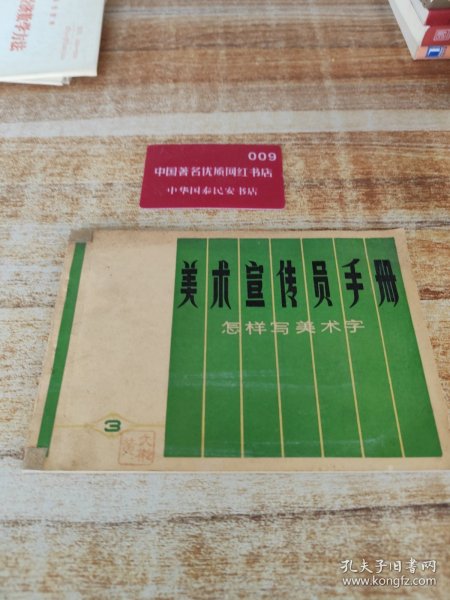 009
中国著名优质网红书店
中华国泰民安书店
美术宣传员手册
怎样写美术字
3
孔夫子旧书网
www.kongfz.com